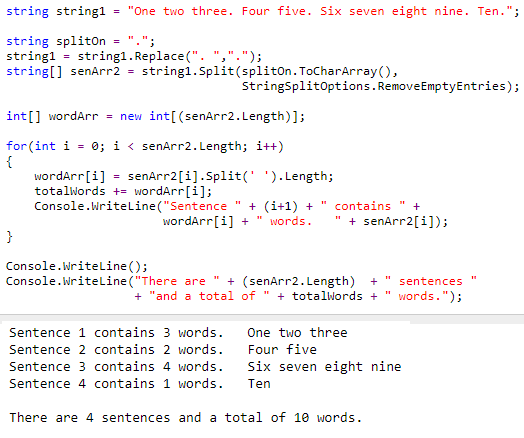 string string1 = "One two three. Four five. Six seven eight nine. Ten.";
string splitOn = ".";
string1 = string1.Replace(". ",".");
string[] senArr2 = string1.Split(splitOn.ToCharArray(),
StringSplitOptions.RemoveEmptyEntries);
int[] wordArr = new int[(senArr2.Length)];
for(int i = 0; i < senArr2.Length; i++)
{
wordArr[i] = senArr2[i].Split(' ').Length;
totalWords += wordArr[i];
Console.WriteLine("Sentence " + (i+1) + " contains " +
wordArr[i] + " words.   " + senArr2[i]);
}
Console.WriteLine();
Console.WriteLine("There are " + (senArr2.Length)  + " sentences "
+ "and a total of " + totalWords + " words.");
Sentence 1 contains 3 words.   One two three
Sentence 2 contains 2 words.   Four five
Sentence 3 contains 4 words.   Six seven eight nine
Sentence 4 contains 1 words.   Ten
There are 4 sentences and a total of 10 words.